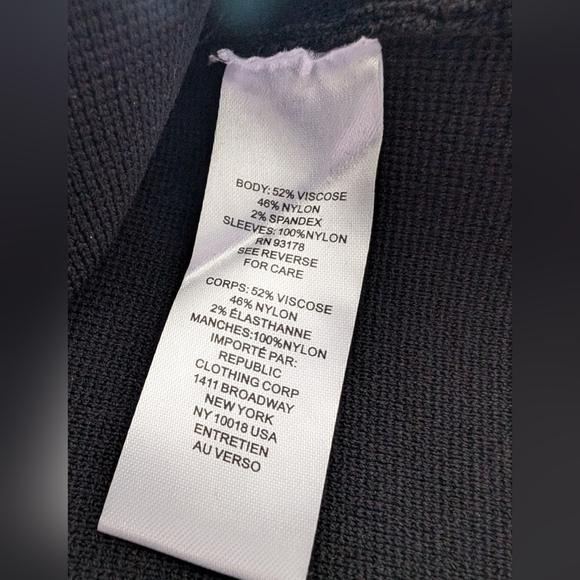 BODY: 52% VISCOSE
46% NYLON
2% SPANDEX
SLEEVES: 100%NYLON
RN 93178
SEE REVERSE
FOR CARE
CORPS: 52% VISCOSE
46% NYLON
2% ÉLASTHANNE
MANCHES:100%NYLON
IMPORTÉ PAR:
REPUBLIC
CLOTHING CORP
1411 BROADWAY
NEW YORK
NY 10018 USA
ENTRETIEN
AU VERSO